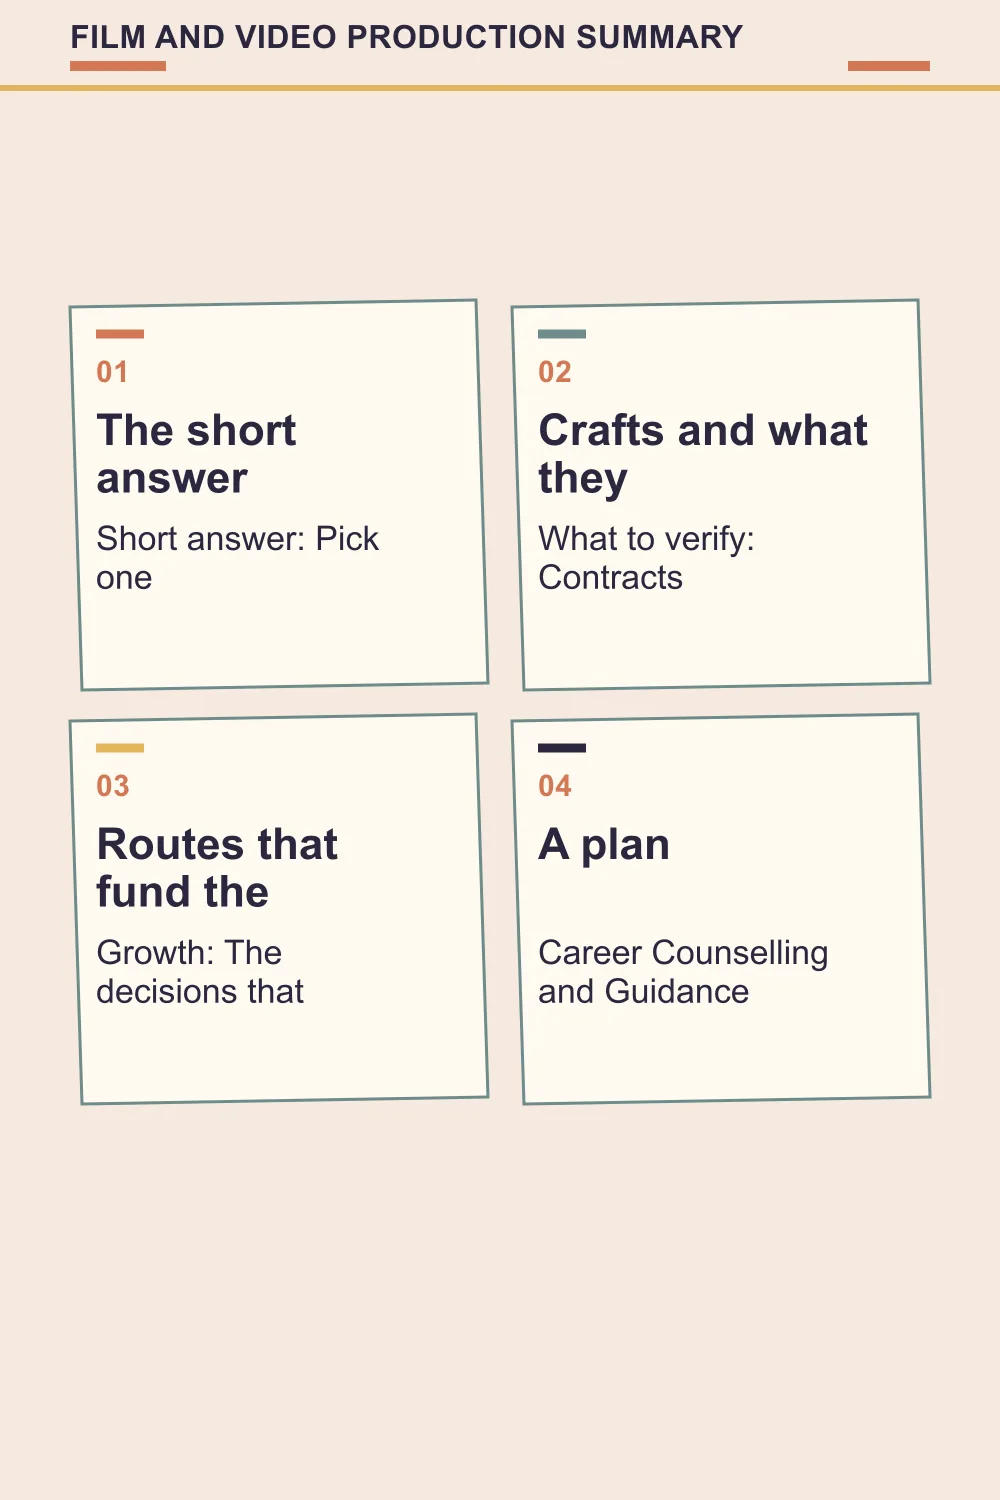 FILM AND VIDEO PRODUCTION SUMMARY
01
The short
answer
Short answer: Pick
one
02
Crafts and what
they
What to verify:
Contracts
03
Routes that
fund the
Growth: The
decisions that
04
A plan
Career Counselling
and Guidance